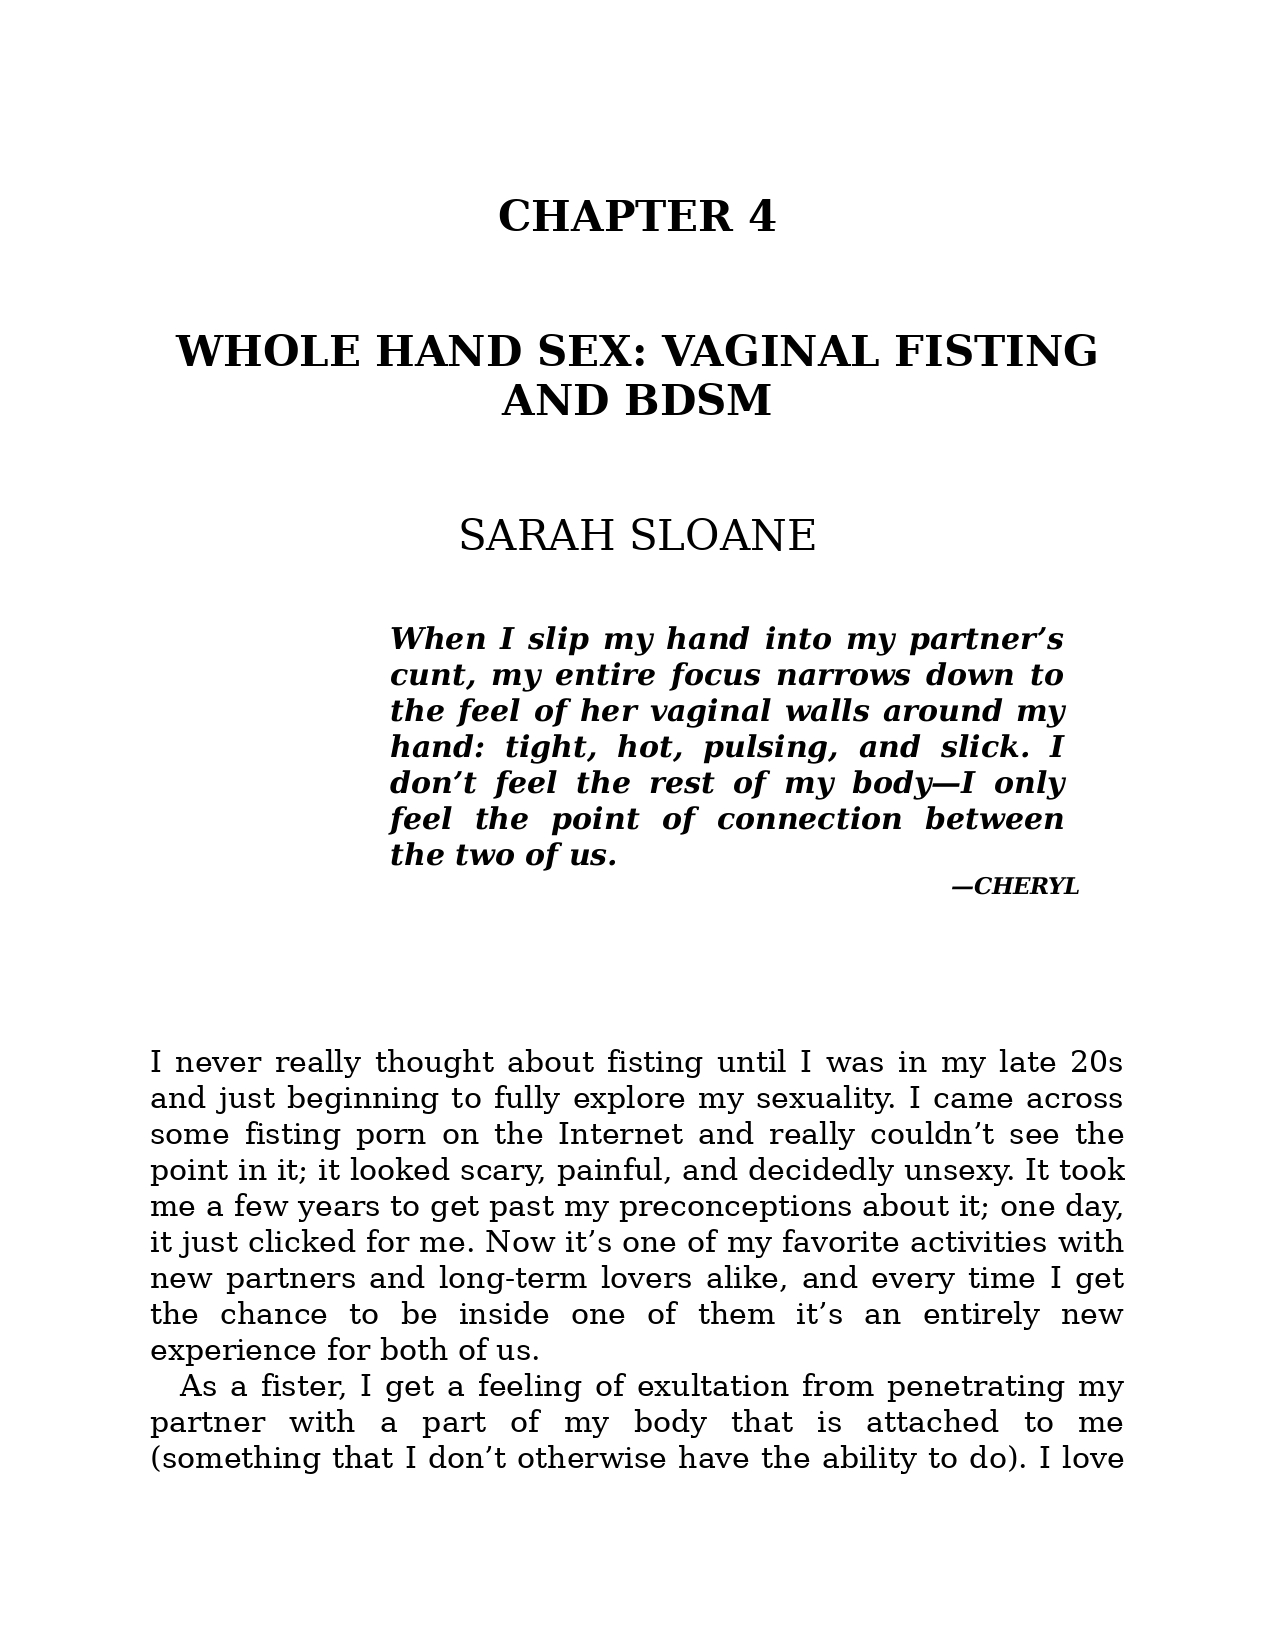 CHAPTER 4
WHOLE HAND SEX: VAGINAL FISTING
AND BDSM
SARAH SLOANE
When I slip my hand into my partner’s
cunt, my entire focus narrows down to
the feel of her vaginal walls around my
hand: tight, hot, pulsing, and slick. I
don’t feel the rest of my body—I only
feel the point of connection between
the two of us.
—CHERYL
I never really thought about fisting until I was in my late 20s
and just beginning to fully explore my sexuality. I came across
some fisting porn on the Internet and really couldn’t see the
point in it; it looked scary, painful, and decidedly unsexy. It took
me a few years to get past my preconceptions about it; one day,
it just clicked for me. Now it’s one of my favorite activities with
new partners and long-term lovers alike, and every time I get
the chance to be inside one of them it’s an entirely new
experience for both of us.
As a fister, I get a feeling of exultation from penetrating my
partner with a part of my body that is attached to me
(something that I don’t otherwise have the ability to do). I love